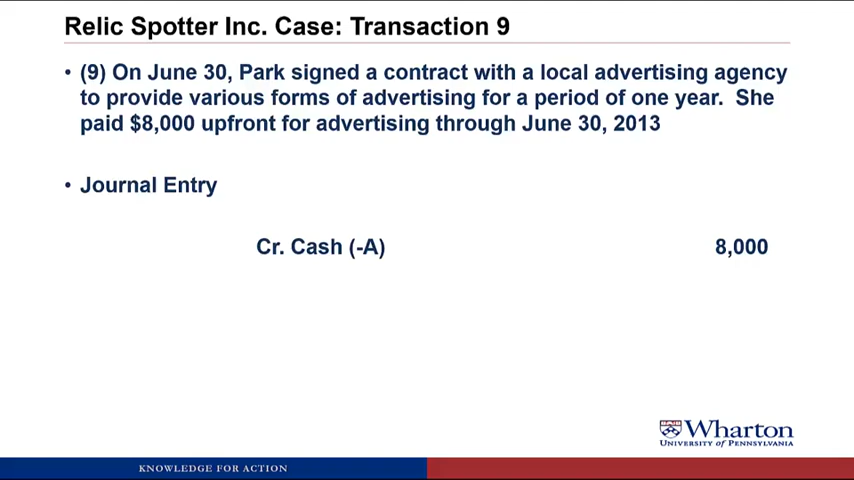 Relic Spotter Inc. Case: Transaction 9
• (9) On June 30, Park signed a contract with a local advertising agency
to provide various forms of advertising for a period of one year.  She
paid $8,000 upfront for advertising through June 30, 2013
• Journal Entry
Cr. Cash (-A) 8,000
Wharton
UNIVERSITY of PENNSYLVANIA
KNOWLEDGE FOR ACTION